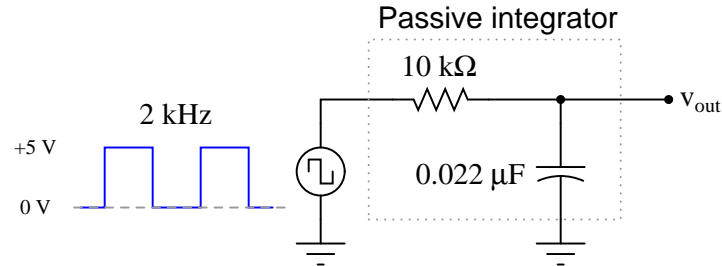 Passive integrator
10 kΩ
2 kHz
v_out
+5 V
0.022 µF
0 V